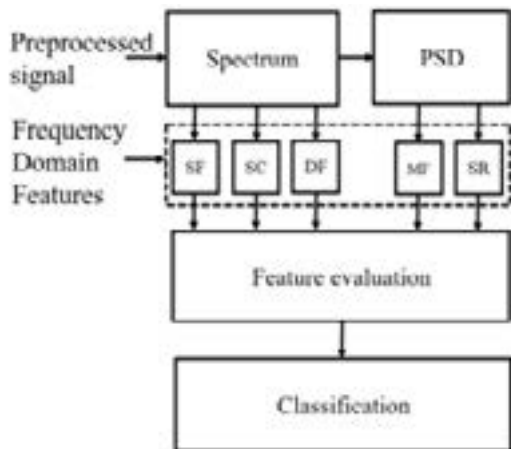 Preprocessed
signal
Spectrum
PSD
Frequency
Domain
Features
SF
SC
DF
MF
SR
Feature evaluation
Classification